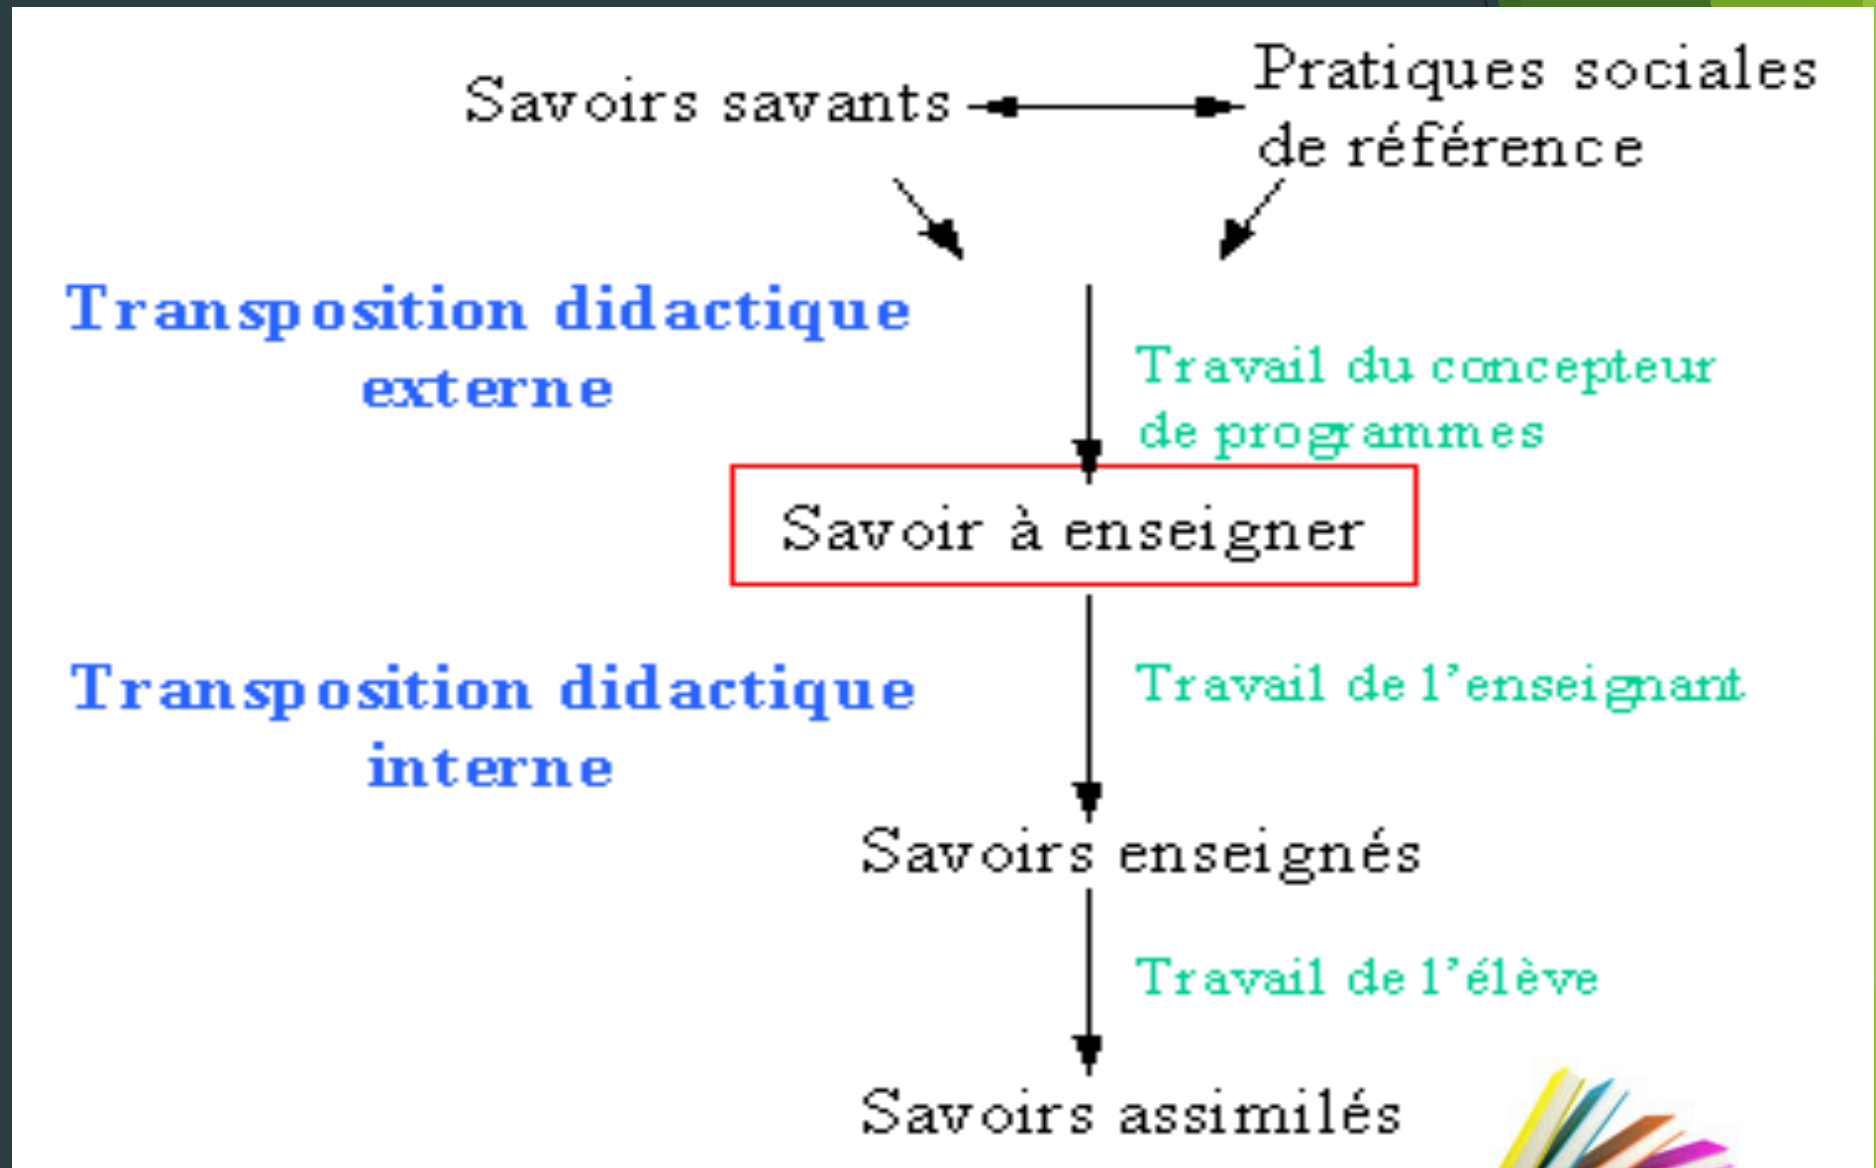 Savoirs savants
Pratiques sociales
de référence
Transposition didactique
externe
Travail du concepteur
de programmes
Savoir à enseigner
Transposition didactique
interne
Travail de l'enseignant
Savoirs enseignés
Travail de l'élève
Savoirs assimilés